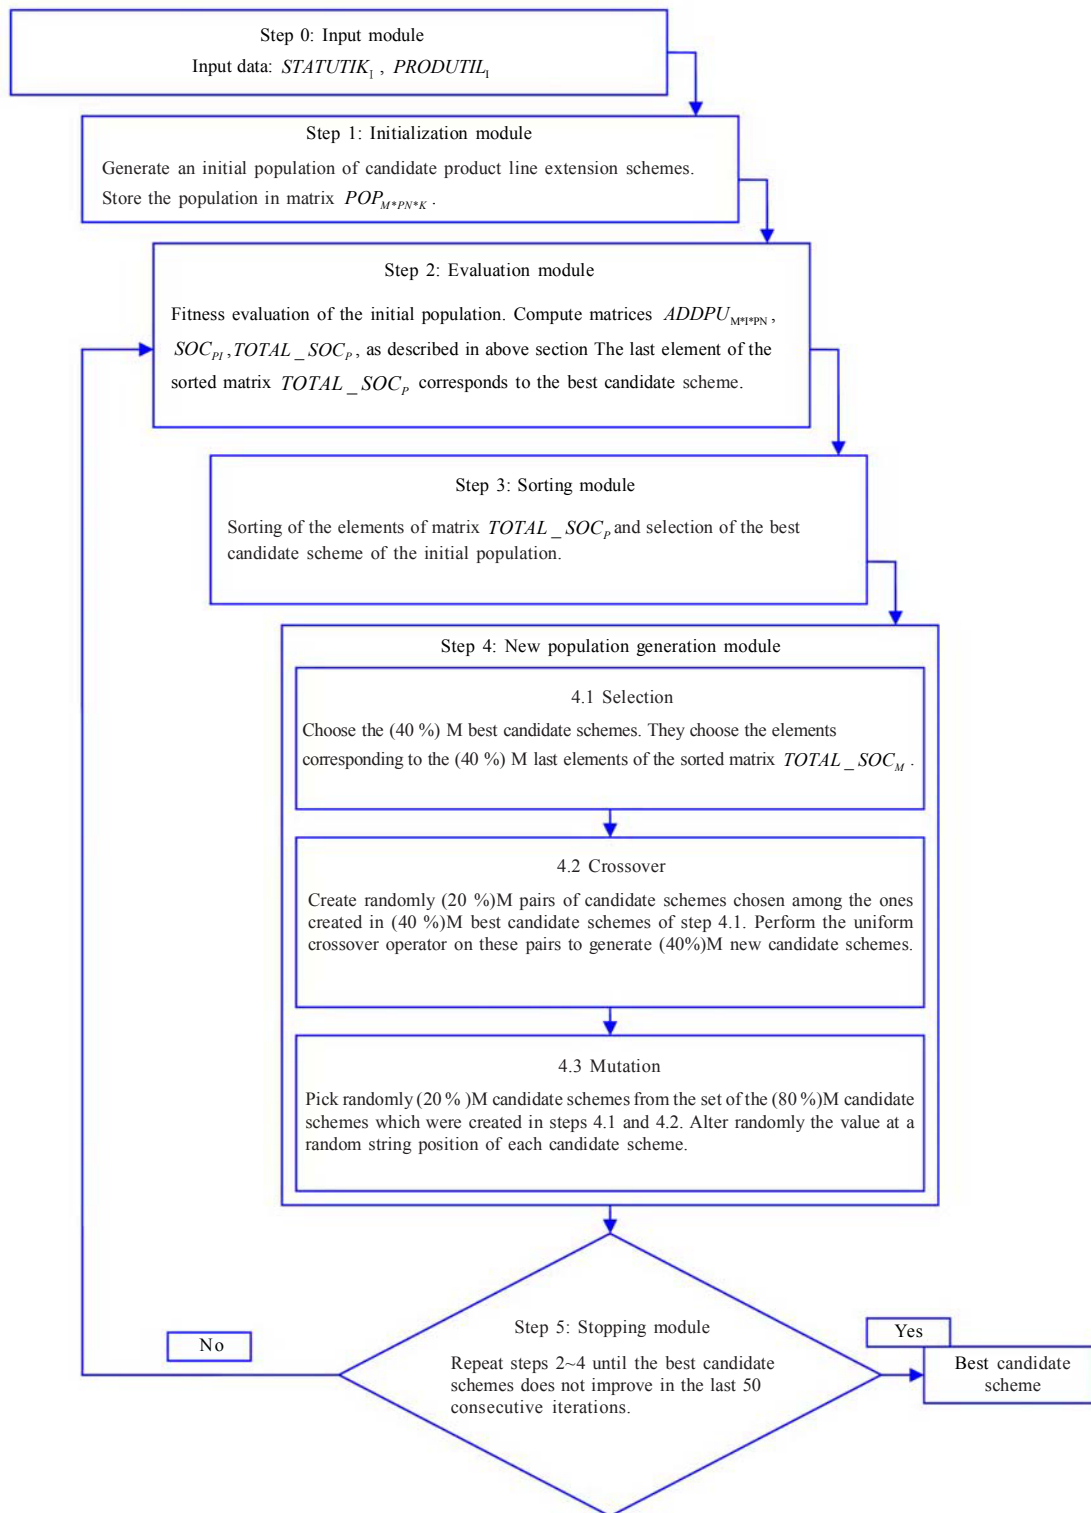 Step 0: Input module
Input data: STATUTIK_I , PRODUTIL_I
Step 1: Initialization module
Generate an initial population of candidate product line extension schemes.
Store the population in matrix POP_M*PN*K .
Step 2: Evaluation module
Fitness evaluation of the initial population. Compute matrices ADDPU_M*I*PN ,
SOC_PI , TOTAL _ SOC_P , as described in above section The last element of the
sorted matrix TOTAL _ SOC_P corresponds to the best candidate scheme.
Step 3: Sorting module
Sorting of the elements of matrix TOTAL _ SOC_P and selection of the best
candidate scheme of the initial population.
Step 4: New population generation module
4.1 Selection
Choose the (40 %) M best candidate schemes. They choose the elements
corresponding to the (40 %) M last elements of the sorted matrix TOTAL _ SOC_M .
4.2 Crossover
Create randomly (20 %)M pairs of candidate schemes chosen among the ones
created in (40 %)M best candidate schemes of step 4.1. Perform the uniform
crossover operator on these pairs to generate (40%)M new candidate schemes.
4.3 Mutation
Pick randomly (20 % )M candidate schemes from the set of the (80 %)M candidate
schemes which were created in steps 4.1 and 4.2. Alter randomly the value at a
random string position of each candidate scheme.
Step 5: Stopping module
Repeat steps 2~4 until the best candidate
schemes does not improve in the last 50
consecutive iterations.
No
Yes
Best candidate
scheme